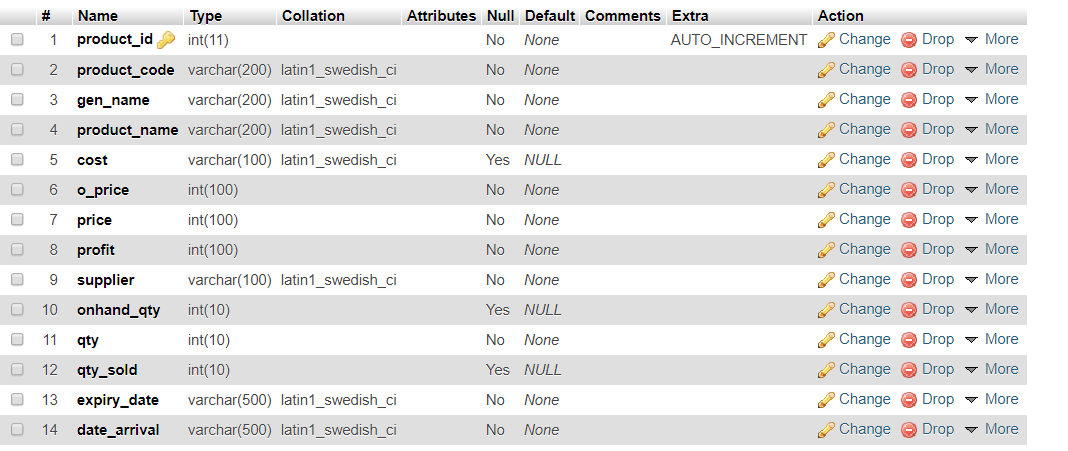 # Name Type Collation Attributes Null Default Comments Extra Action
1 product_id int(11) No None AUTO_INCREMENT Change Drop More
2 product_code varchar(200) latin1_swedish_ci No None Change Drop More
3 gen_name varchar(200) latin1_swedish_ci No None Change Drop More
4 product_name varchar(200) latin1_swedish_ci No None Change Drop More
5 cost varchar(100) latin1_swedish_ci Yes NULL Change Drop More
6 o_price int(100) No None Change Drop More
7 price int(100) No None Change Drop More
8 profit int(100) No None Change Drop More
9 supplier varchar(100) latin1_swedish_ci No None Change Drop More
10 onhand_qty int(10) Yes NULL Change Drop More
11 qty int(10) No None Change Drop More
12 qty_sold int(10) Yes NULL Change Drop More
13 expiry_date varchar(500) latin1_swedish_ci No None Change Drop More
14 date_arrival varchar(500) latin1_swedish_ci No None Change Drop More